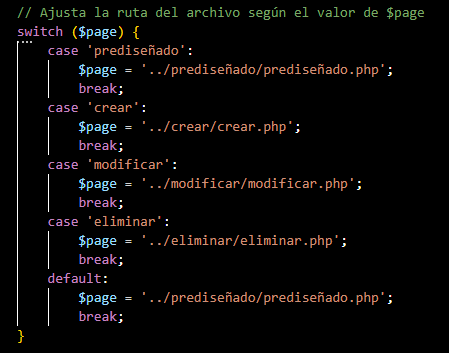 // Ajusta la ruta del archivo según el valor de $page
switch ($page) {
    case 'prediseñado':
        $page = '../prediseñado/prediseñado.php';
        break;
    case 'crear':
        $page = '../crear/crear.php';
        break;
    case 'modificar':
        $page = '../modificar/modificar.php';
        break;
    case 'eliminar':
        $page = '../eliminar/eliminar.php';
        break;
    default:
        $page = '../prediseñado/prediseñado.php';
        break;
}